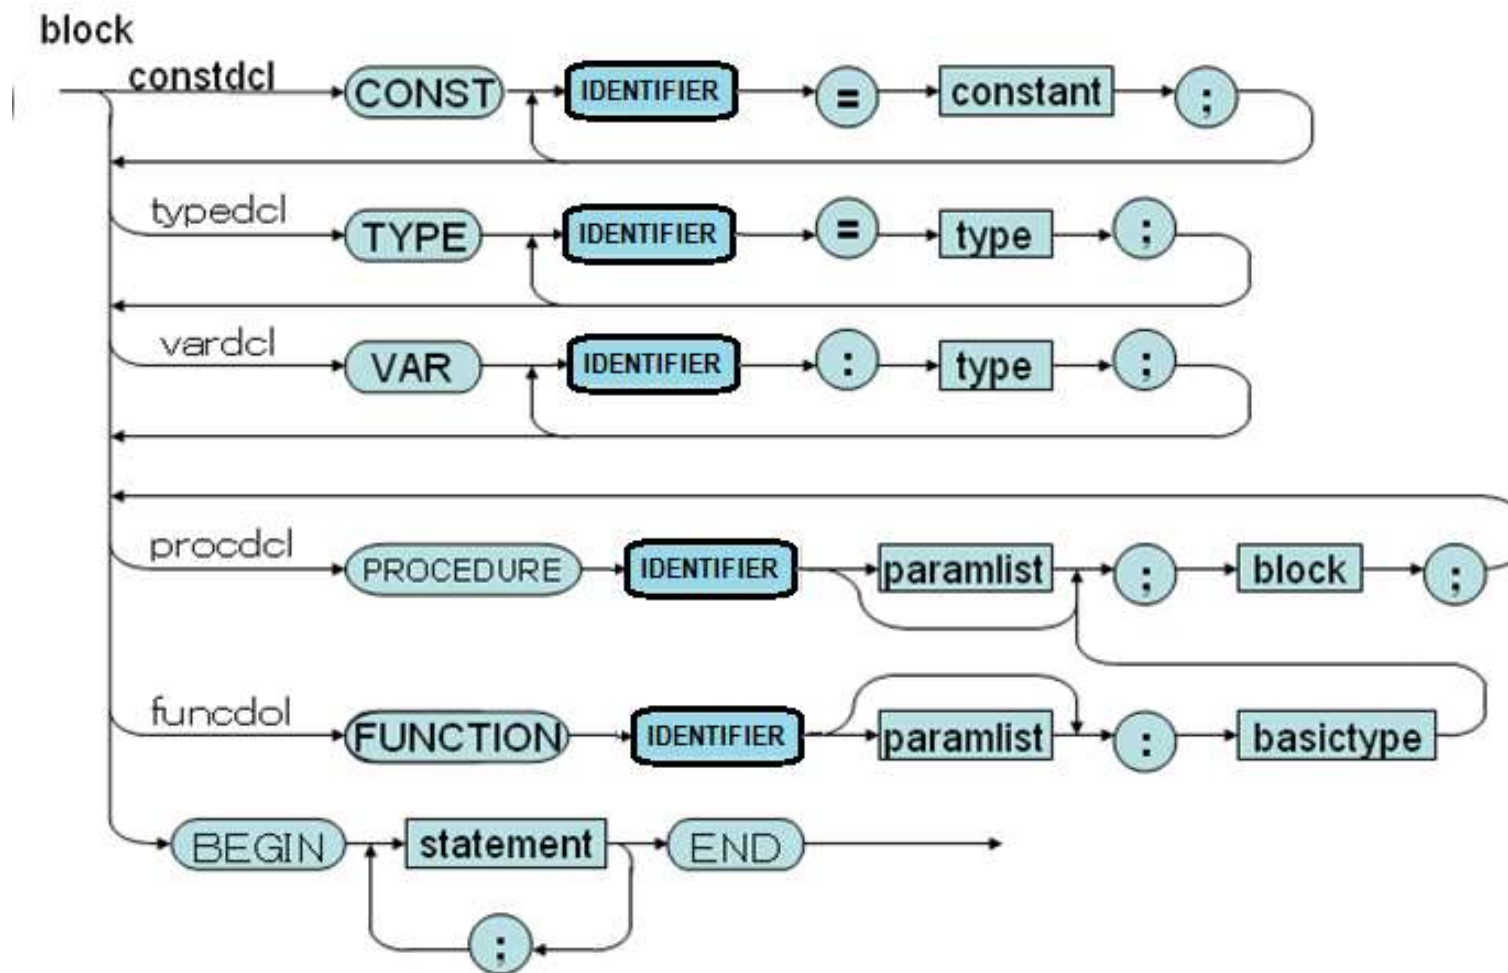 block
constdcl CONST IDENTIFIER = constant ;
typedcl TYPE IDENTIFIER = type ;
vardcl VAR IDENTIFIER : type ;
procdcl PROCEDURE IDENTIFIER paramlist ; block ;
funcdol FUNCTION IDENTIFIER paramlist : basictype
BEGIN statement END
;